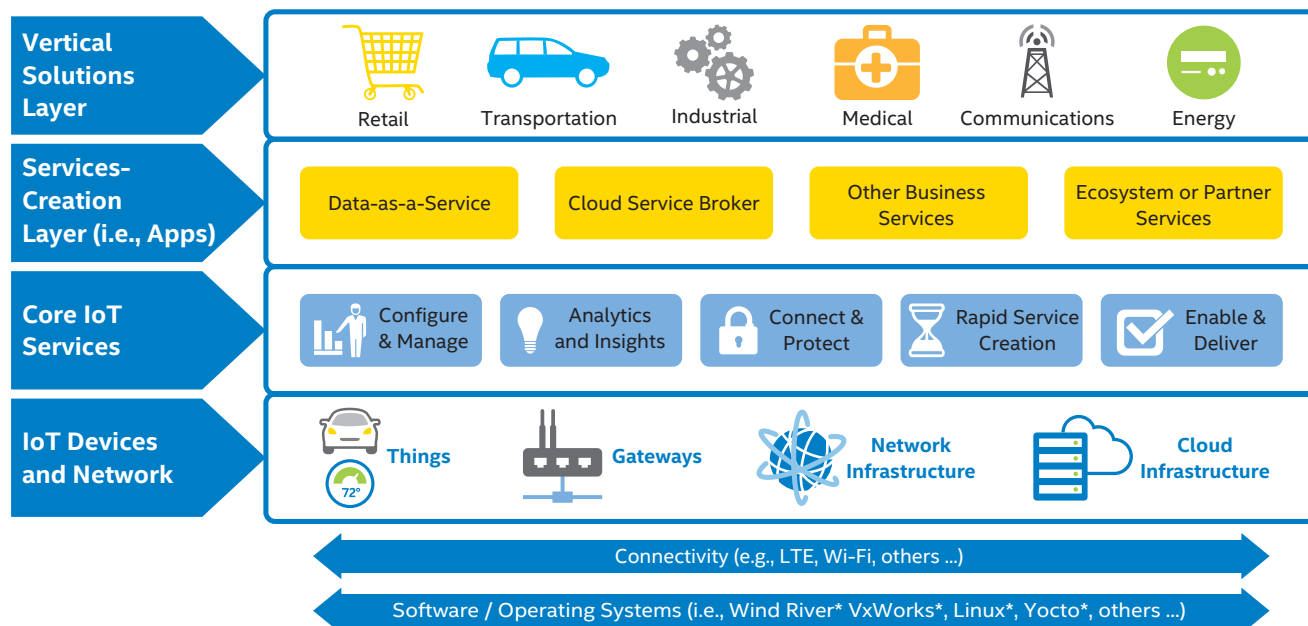 Vertical
Solutions
Layer
Retail
Transportation
Industrial
Medical
Communications
Energy
Services-
Creation
Layer (i.e., Apps)
Data-as-a-Service
Cloud Service Broker
Other Business
Services
Ecosystem or Partner
Services
Core IoT
Services
Configure
& Manage
Analytics
and Insights
Connect &
Protect
Rapid Service
Creation
Enable &
Deliver
IoT Devices
and Network
72°
Things
Gateways
Network
Infrastructure
Cloud
Infrastructure
Connectivity (e.g., LTE, Wi-Fi, others ...)
Software / Operating Systems (i.e., Wind River* VxWorks*, Linux*, Yocto*, others ...)